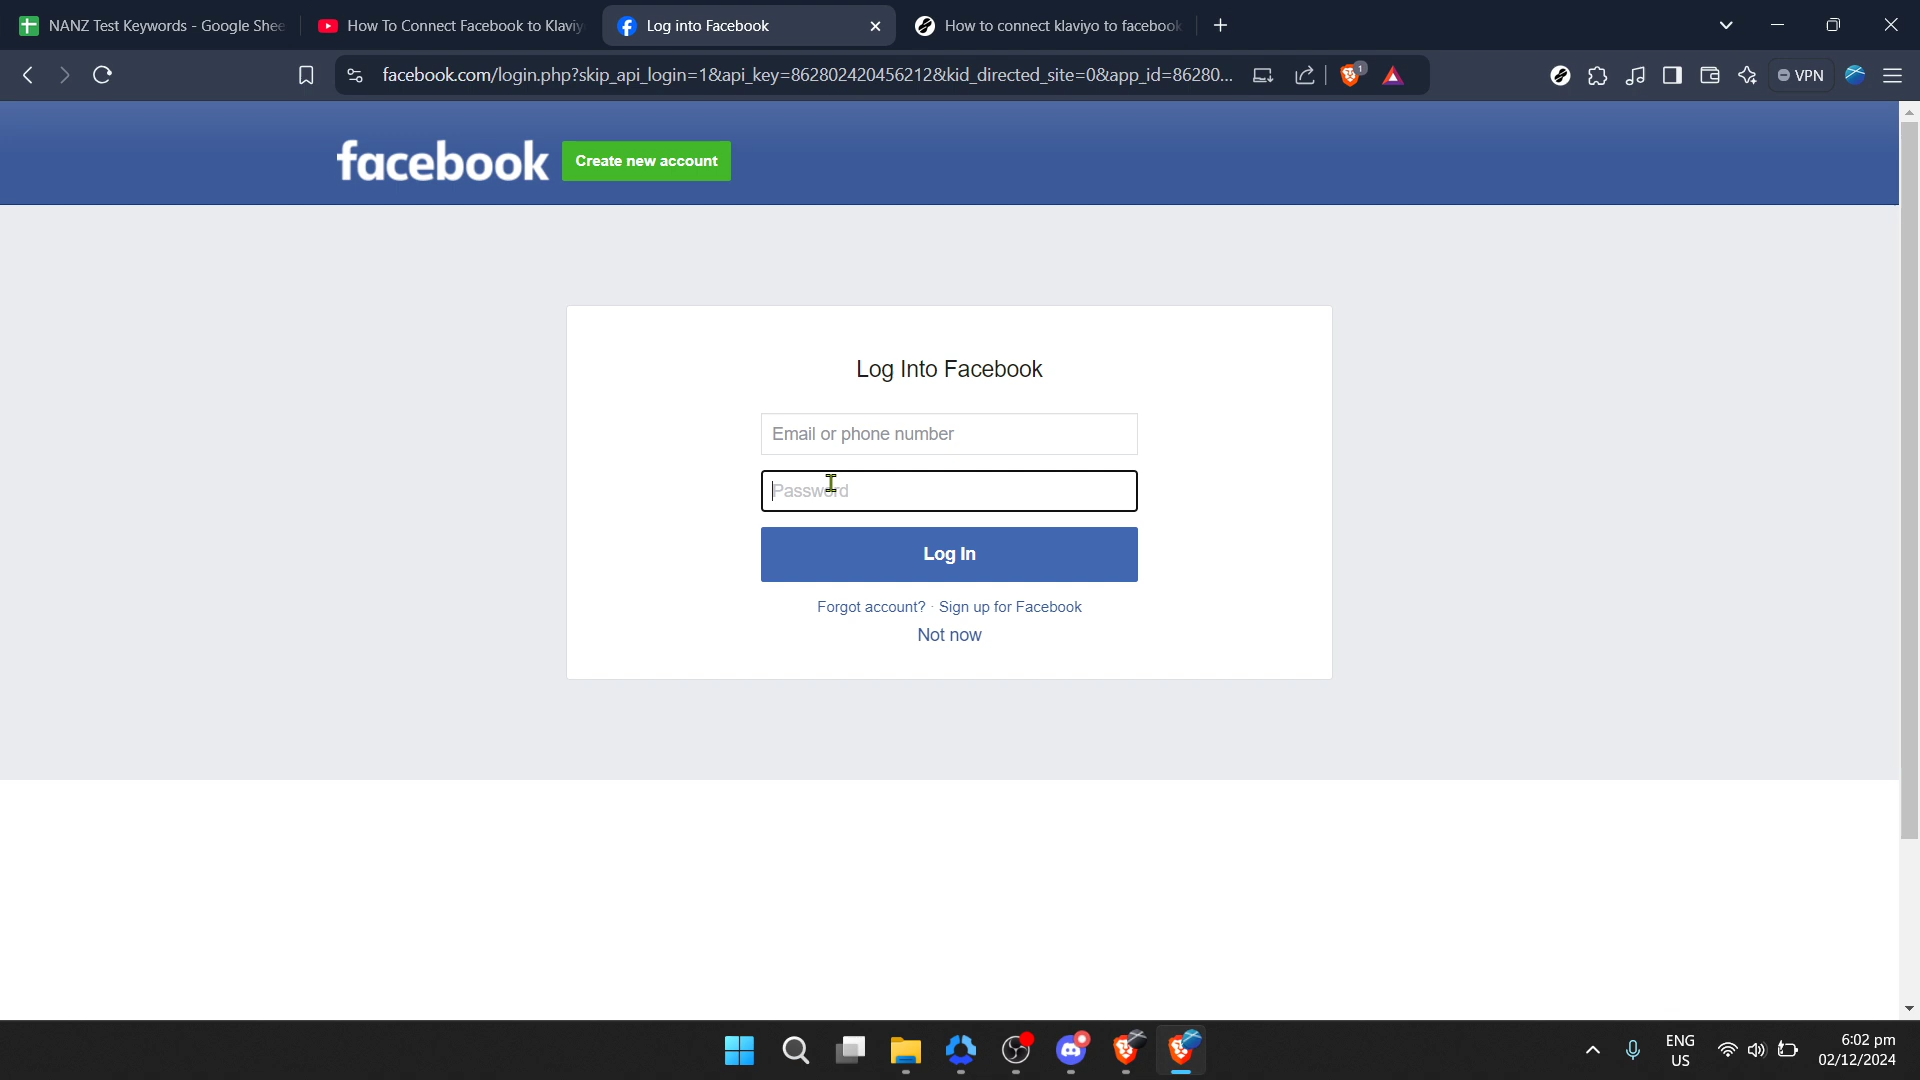 NANZ Test Keywords - Google Shee
How To Connect Facebook to Klaviy
Log into Facebook
How to connect klaviyo to facebook
facebook.com/login.php?skip_api_login=1&api_key=862802420456212&kid_directed_site=0&app_id=86280...
1
VPN
facebook
Create new account
Log Into Facebook
Email or phone number
Password
Log In
Forgot account? · Sign up for Facebook
Not now
ENG
US
6:02 pm
02/12/2024